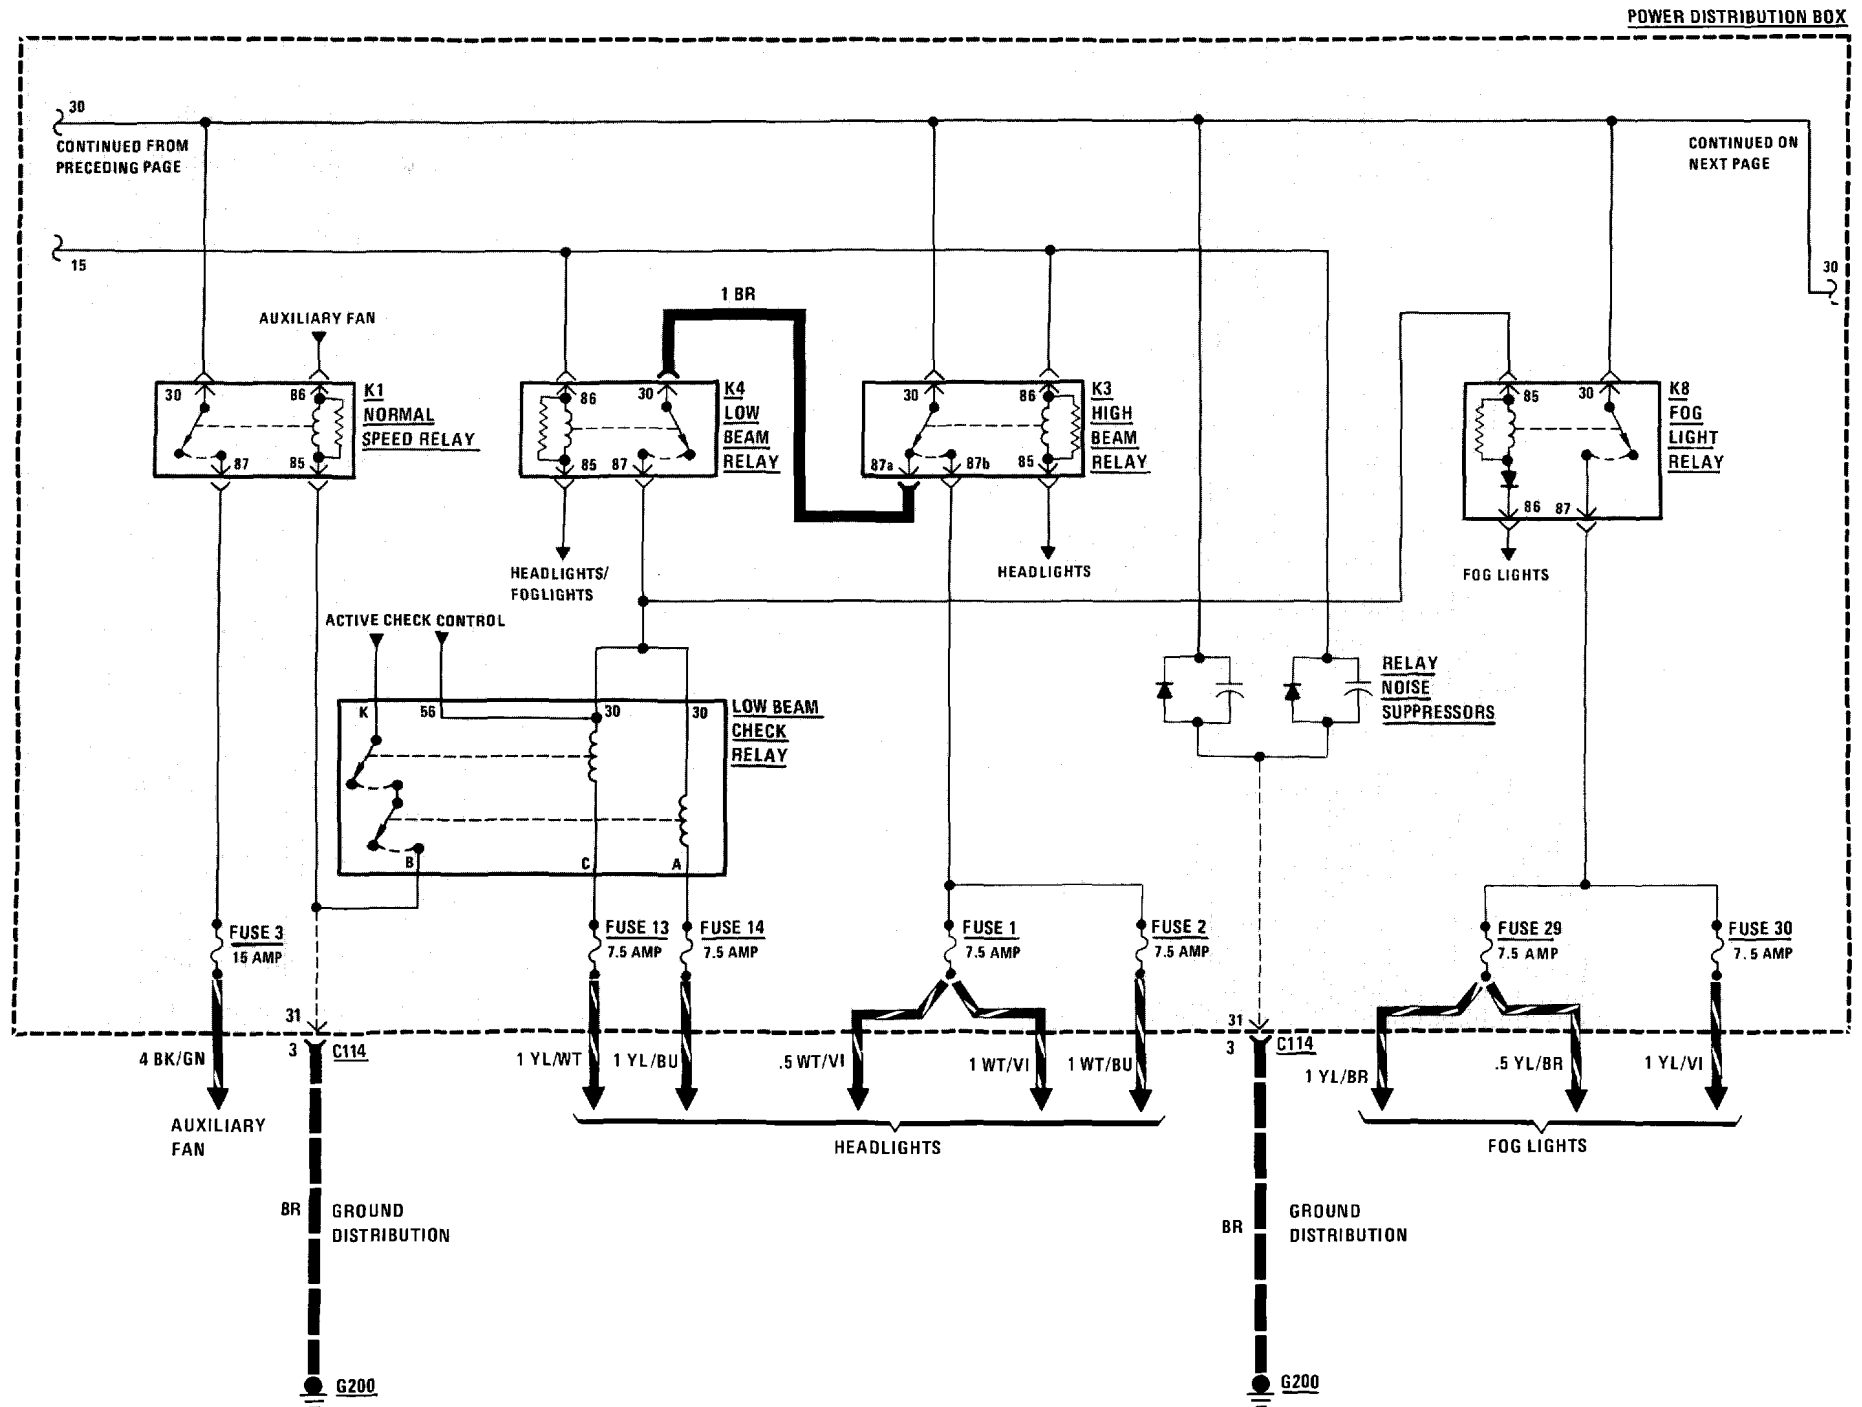 POWER DISTRIBUTION BOX
30
CONTINUED FROM
PRECEDING PAGE
CONTINUED ON
NEXT PAGE
15
30
1 BR
AUXILIARY FAN
30
86
87
85
K1
NORMAL
SPEED RELAY
86
30
85
87
K4
LOW
BEAM
RELAY
30
86
87a
87b
85
K3
HIGH
BEAM
RELAY
85
30
86
87
K8
FOG
LIGHT
RELAY
HEADLIGHTS/
FOGLIGHTS
HEADLIGHTS
FOG LIGHTS
ACTIVE CHECK CONTROL
K
56
30
30
B
C
A
LOW BEAM
CHECK
RELAY
RELAY
NOISE
SUPPRESSORS
FUSE 3
15 AMP
FUSE 13
7.5 AMP
FUSE 14
7.5 AMP
FUSE 1
7.5 AMP
FUSE 2
7.5 AMP
FUSE 29
7.5 AMP
FUSE 30
7.5 AMP
31
3
C114
31
3
C114
4 BK/GN
1 YL/WT
1 YL/BU
.5 WT/VI
1 WT/VI
1 WT/BU
1 YL/BR
.5 YL/BR
1 YL/VI
AUXILIARY
FAN
HEADLIGHTS
FOG LIGHTS
BR
GROUND
DISTRIBUTION
BR
GROUND
DISTRIBUTION
G200
G200